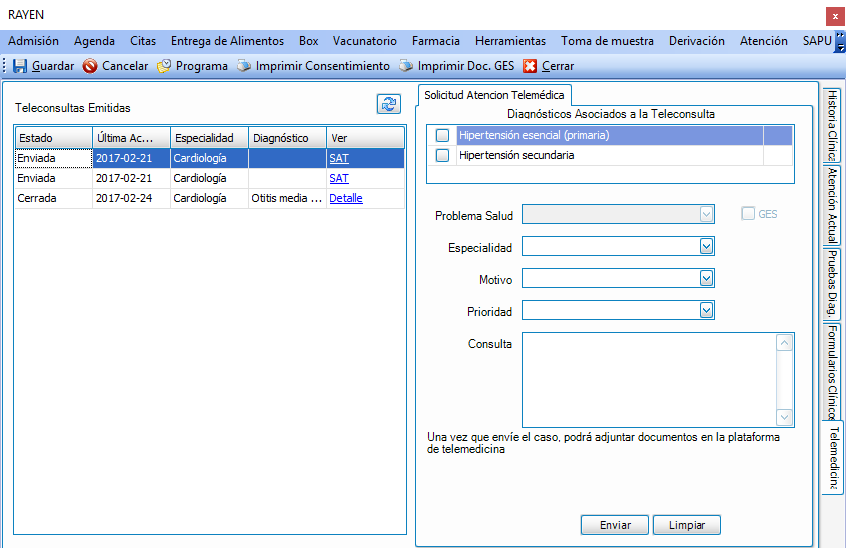 RAYEN
x
Admisión Agenda Citas Entrega de Alimentos Box Vacunatorio Farmacia Herramientas Toma de muestra Derivación Atención SAPU
Guardar Cancelar Programa Imprimir Consentimiento Imprimir Doc. GES Cerrar
Teleconsultas Emitidas
Estado Última Ac... Especialidad Diagnóstico Ver
Enviada 2017-02-21 Cardiología SAT
Enviada 2017-02-21 Cardiología SAT
Cerrada 2017-02-24 Cardiología Otitis media ... Detalle
Solicitud Atencion Telemédica
Diagnósticos Asociados a la Teleconsulta
Hipertensión esencial (primaria)
Hipertensión secundaria
Problema Salud
GES
Especialidad
Motivo
Prioridad
Consulta
Una vez que envíe el caso, podrá adjuntar documentos en la plataforma
de telemedicina
Enviar Limpiar
Historia Clínica
Atención Actual
Pruebas Diag.
Formularios Clínicos
Telemedicina